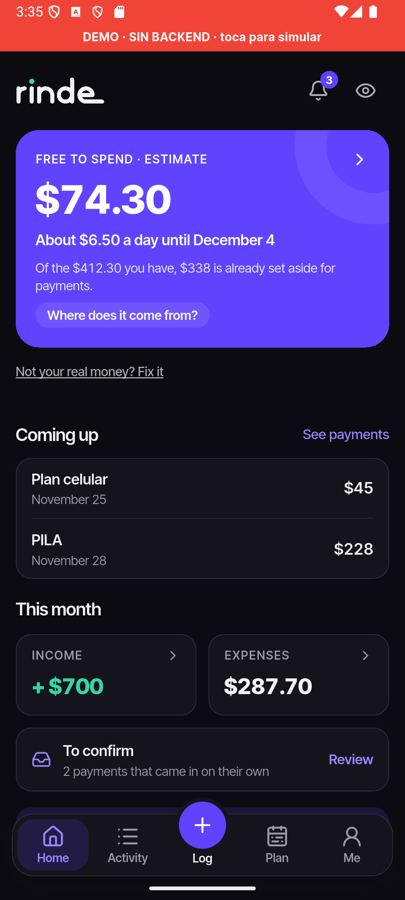 3:35
DEMO · SIN BACKEND · toca para simular
rinde
3
FREE TO SPEND · ESTIMATE
$74.30
About $6.50 a day until December 4
Of the $412.30 you have, $338 is already set aside for
payments.
Where does it come from?
Not your real money? Fix it
Coming up
See payments
Plan celular
$45
November 25
PILA
$228
November 28
This month
INCOME
EXPENSES
+$700
$287.70
To confirm
2 payments that came in on their own
Review
Home
Activity
Log
Plan
Me